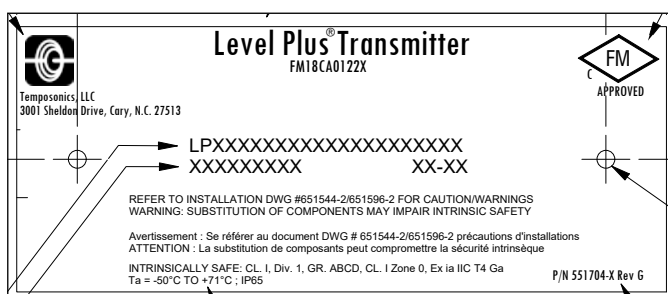 Level Plus® Transmitter
FM18CA0122X
FM
C
APPROVED
Temposonics, LLC
3001 Sheldon Drive, Cary, N.C. 27513
LPXXXXXXXXXXXXXXXXXXXX
XXXXXXXXX XX-XX
REFER TO INSTALLATION DWG #651544-2/651596-2 FOR CAUTION/WARNINGS
WARNING: SUBSTITUTION OF COMPONENTS MAY IMPAIR INTRINSIC SAFETY
Avertissement : Se référer au document DWG # 651544-2/651596-2 précautions d'installations
ATTENTION : La substitution de composants peut compromettre la sécurité intrinsèque
INTRINSICALLY SAFE: CL. I, Div. 1, GR. ABCD, CL. I Zone 0, Ex ia IIC T4 Ga
Ta = -50°C TO +71°C ; IP65
P/N 551704-X Rev G